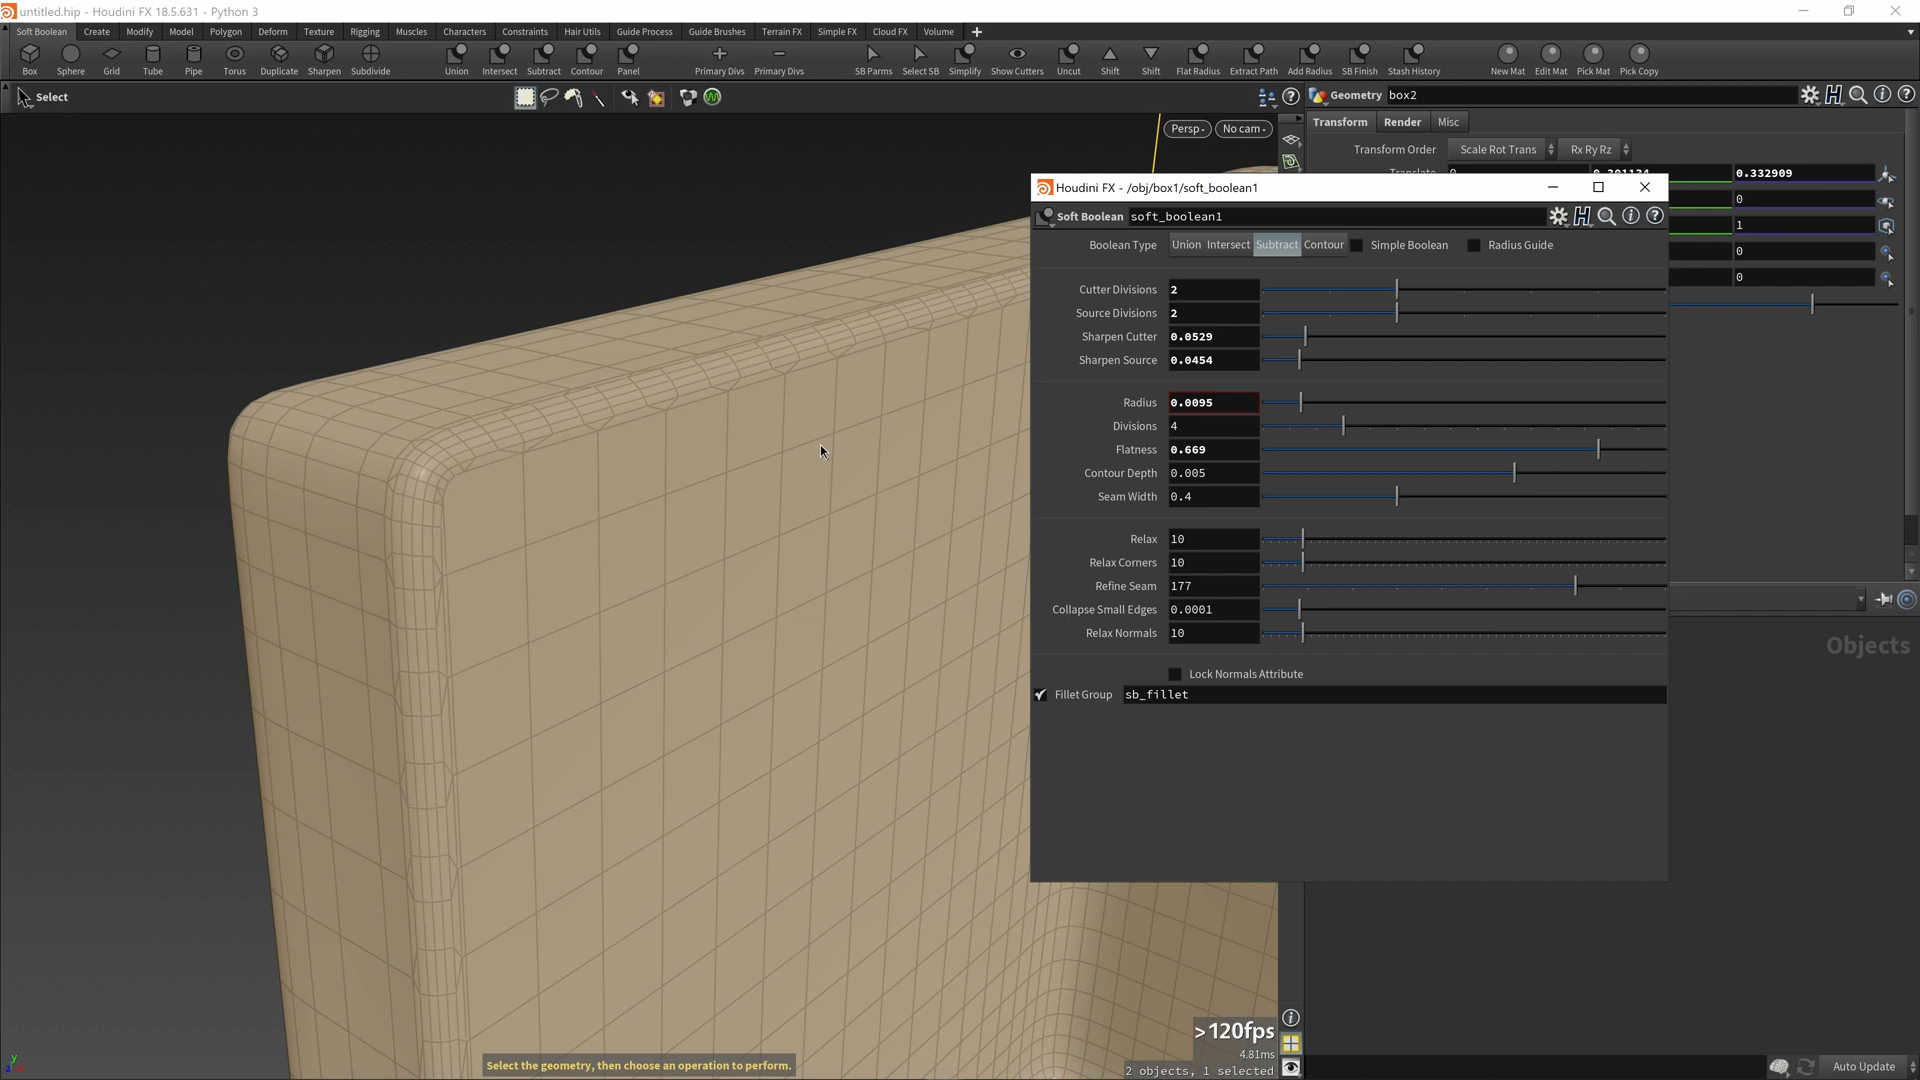 untitled.hip - Houdini FX 18.5.631 - Python 3
Soft Boolean Create Modify Model Polygon Deform Texture Rigging Muscles Characters Constraints Hair Utils Guide Process Guide Brushes Terrain FX Simple FX Cloud FX Volume
Box Sphere Grid Tube Pipe Torus Duplicate Sharpen Subdivide Union Intersect Subtract Contour Panel Primary Divs Primary Divs SB Parms Select SB Simplify Show Cutters Uncut Shift Shift Flat Radius Extract Path Add Radius SB Finish Stash History New Mat Edit Mat Pick Mat Pick Copy
Select
Geometry box2
Transform Render Misc
Persp No cam
Transform Order Scale Rot Trans Rx Ry Rz
0.332909
0
1
0
0
Houdini FX - /obj/box1/soft_boolean1
Soft Boolean soft_boolean1
Boolean Type Union Intersect Subtract Contour Simple Boolean Radius Guide
Cutter Divisions 2
Source Divisions 2
Sharpen Cutter 0.0529
Sharpen Source 0.0454
Radius 0.0095
Divisions 4
Flatness 0.669
Contour Depth 0.005
Seam Width 0.4
Relax 10
Relax Corners 10
Refine Seam 177
Collapse Small Edges 0.0001
Relax Normals 10
Lock Normals Attribute
Fillet Group sb_fillet
Objects
>120fps
4.81ms
2 objects, 1 selected
Select the geometry, then choose an operation to perform.
Auto Update
y